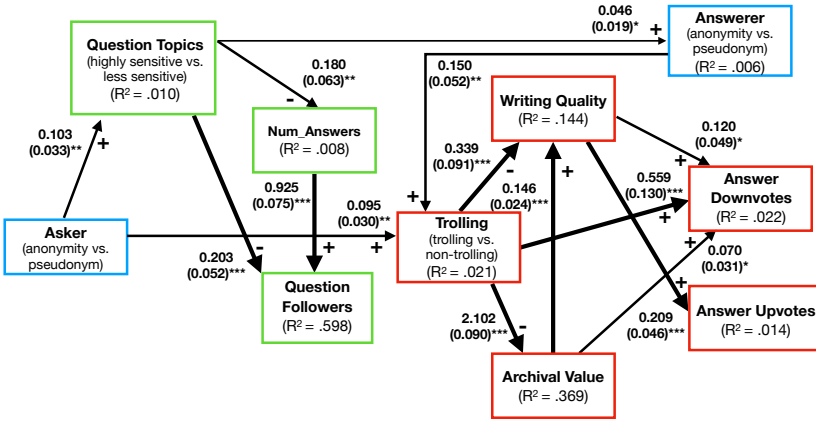 0.046
(0.019)*
+
Answerer
(anonymity vs.
pseudonym)
(R² = .006)
Question Topics
(highly sensitive vs.
less sensitive)
(R² = .010)
0.180
(0.063)**
-
0.150
(0.052)**
Writing Quality
(R² = .144)
0.103
(0.033)**
+
Num_Answers
(R² = .008)
0.339
(0.091)***
-
0.120
(0.049)*
+
0.925
(0.075)***
+
0.146
(0.024)***
+
0.559
(0.130)***
+
Answer
Downvotes
(R² = .022)
Asker
(anonymity vs.
pseudonym)
0.095
(0.030)**
+
+
Trolling
(trolling vs.
non-trolling)
(R² = .021)
0.203
(0.052)***
-
0.070
(0.031)*
+
Question
Followers
(R² = .598)
2.102
(0.090)***
-
0.209
(0.046)***
+
Answer Upvotes
(R² = .014)
Archival Value
(R² = .369)